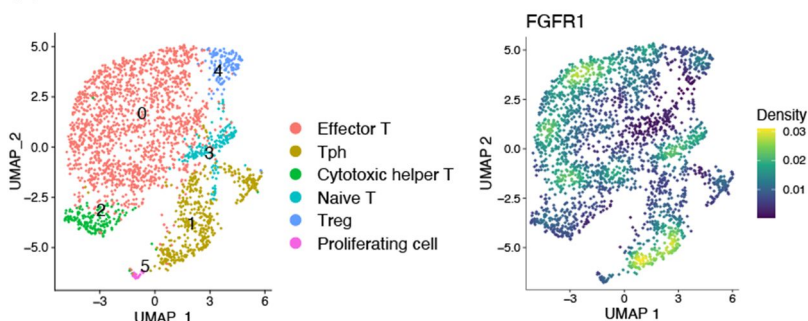 FGFR1
5.0
2.5
0.0
−2.5
−5.0
UMAP_2
0
1
2
3
4
5
−3
0
3
6
UMAP_1
Effector T
Tph
Cytotoxic helper T
Naive T
Treg
Proliferating cell
5.0
2.5
0.0
−2.5
−5.0
UMAP 2
−3
0
3
6
UMAP 1
Density
0.03
0.02
0.01